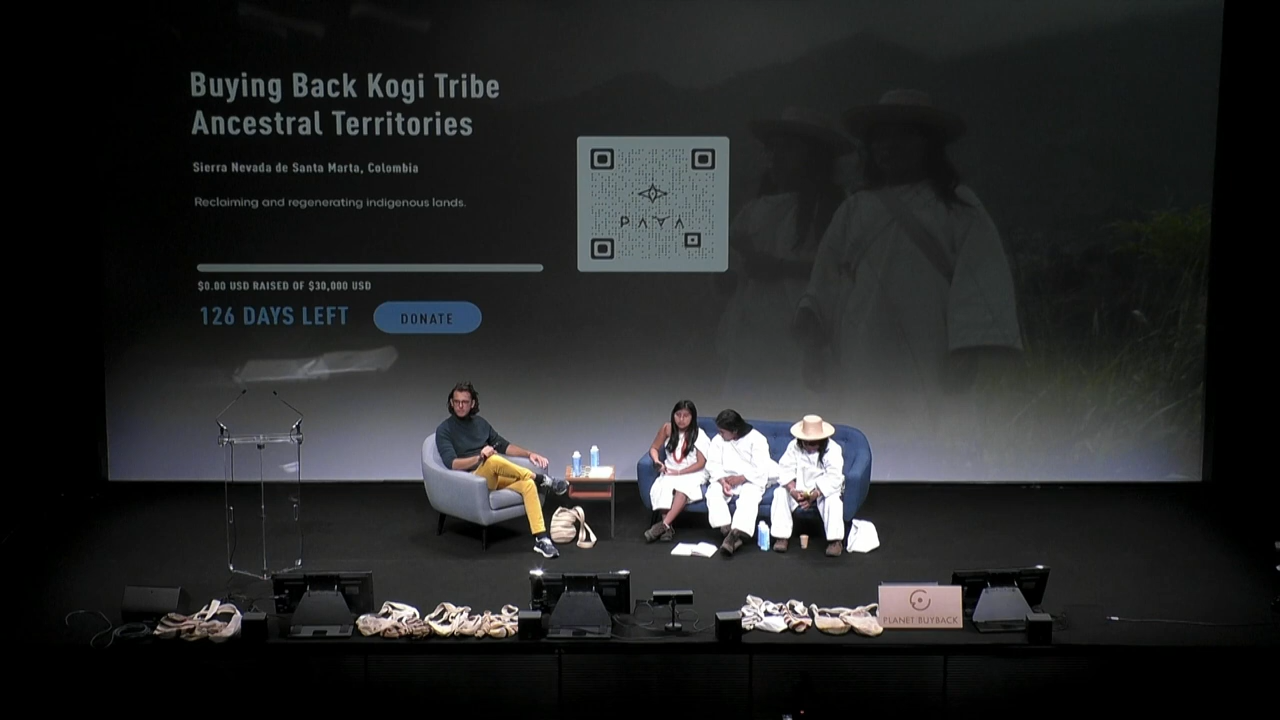 Buying Back Kogi Tribe
Ancestral Territories
Sierra Nevada de Santa Marta, Colombia
Reclaiming and regenerating indigenous lands.
$0.00 USD RAISED OF $30,000 USD
126 DAYS LEFT
DONATE
PAYA
PLANET BUYBACK